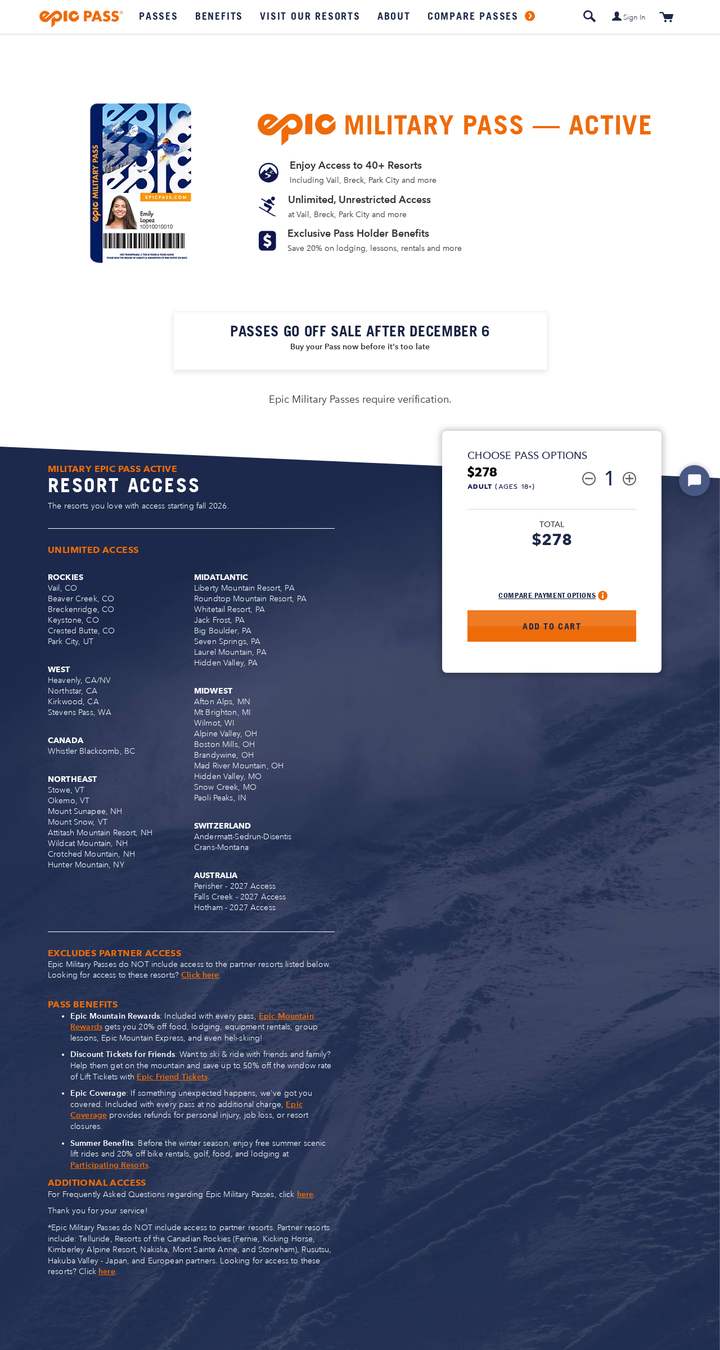 epic PASS
PASSES BENEFITS VISIT OUR RESORTS ABOUT COMPARE PASSES
Sign In
epic MILITARY PASS
EPICPASS.COM
Emily
Lopez
10010010010
epic MILITARY PASS — ACTIVE
Enjoy Access to 40+ Resorts
Including Vail, Breck, Park City and more
Unlimited, Unrestricted Access
at Vail, Breck, Park City and more
Exclusive Pass Holder Benefits
Save 20% on lodging, lessons, rentals and more
PASSES GO OFF SALE AFTER DECEMBER 6
Buy your Pass now before it's too late
Epic Military Passes require verification.
CHOOSE PASS OPTIONS
$278
ADULT (AGES 18+)
1
TOTAL
$278
COMPARE PAYMENT OPTIONS
ADD TO CART
MILITARY EPIC PASS ACTIVE
RESORT ACCESS
The resorts you love with access starting fall 2026.
UNLIMITED ACCESS
ROCKIES
Vail, CO
Beaver Creek, CO
Breckenridge, CO
Keystone, CO
Crested Butte, CO
Park City, UT
WEST
Heavenly, CA/NV
Northstar, CA
Kirkwood, CA
Stevens Pass, WA
CANADA
Whistler Blackcomb, BC
NORTHEAST
Stowe, VT
Okemo, VT
Mount Sunapee, NH
Mount Snow, VT
Attitash Mountain Resort, NH
Wildcat Mountain, NH
Crotched Mountain, NH
Hunter Mountain, NY
MIDATLANTIC
Liberty Mountain Resort, PA
Roundtop Mountain Resort, PA
Whitetail Resort, PA
Jack Frost, PA
Big Boulder, PA
Seven Springs, PA
Laurel Mountain, PA
Hidden Valley, PA
MIDWEST
Afton Alps, MN
Mt Brighton, MI
Wilmot, WI
Alpine Valley, OH
Boston Mills, OH
Brandywine, OH
Mad River Mountain, OH
Hidden Valley, MO
Snow Creek, MO
Paoli Peaks, IN
SWITZERLAND
Andermatt-Sedrun-Disentis
Crans-Montana
AUSTRALIA
Perisher - 2027 Access
Falls Creek - 2027 Access
Hotham - 2027 Access
EXCLUDES PARTNER ACCESS
Epic Military Passes do NOT include access to the partner resorts listed below.
Looking for access to these resorts? Click here.
PASS BENEFITS
• Epic Mountain Rewards: Included with every pass, Epic Mountain
Rewards gets you 20% off food, lodging, equipment rentals, group
lessons, Epic Mountain Express, and even heli-skiing!
• Discount Tickets for Friends: Want to ski & ride with friends and family?
Help them get on the mountain and save up to 50% off the window rate
of Lift Tickets with Epic Friend Tickets.
• Epic Coverage: If something unexpected happens, we've got you
covered. Included with every pass at no additional charge, Epic
Coverage provides refunds for personal injury, job loss, or resort
closures.
• Summer Benefits: Before the winter season, enjoy free summer scenic
lift rides and 20% off bike rentals, golf, food, and lodging at
Participating Resorts.
ADDITIONAL ACCESS
For Frequently Asked Questions regarding Epic Military Passes, click here.
Thank you for your service!
*Epic Military Passes do NOT include access to partner resorts. Partner resorts
include: Telluride, Resorts of the Canadian Rockies (Fernie, Kicking Horse,
Kimberley Alpine Resort, Nakiska, Mont Sainte Anne, and Stoneham), Rusutsu,
Hakuba Valley - Japan, and European partners. Looking for access to these
resorts? Click here.